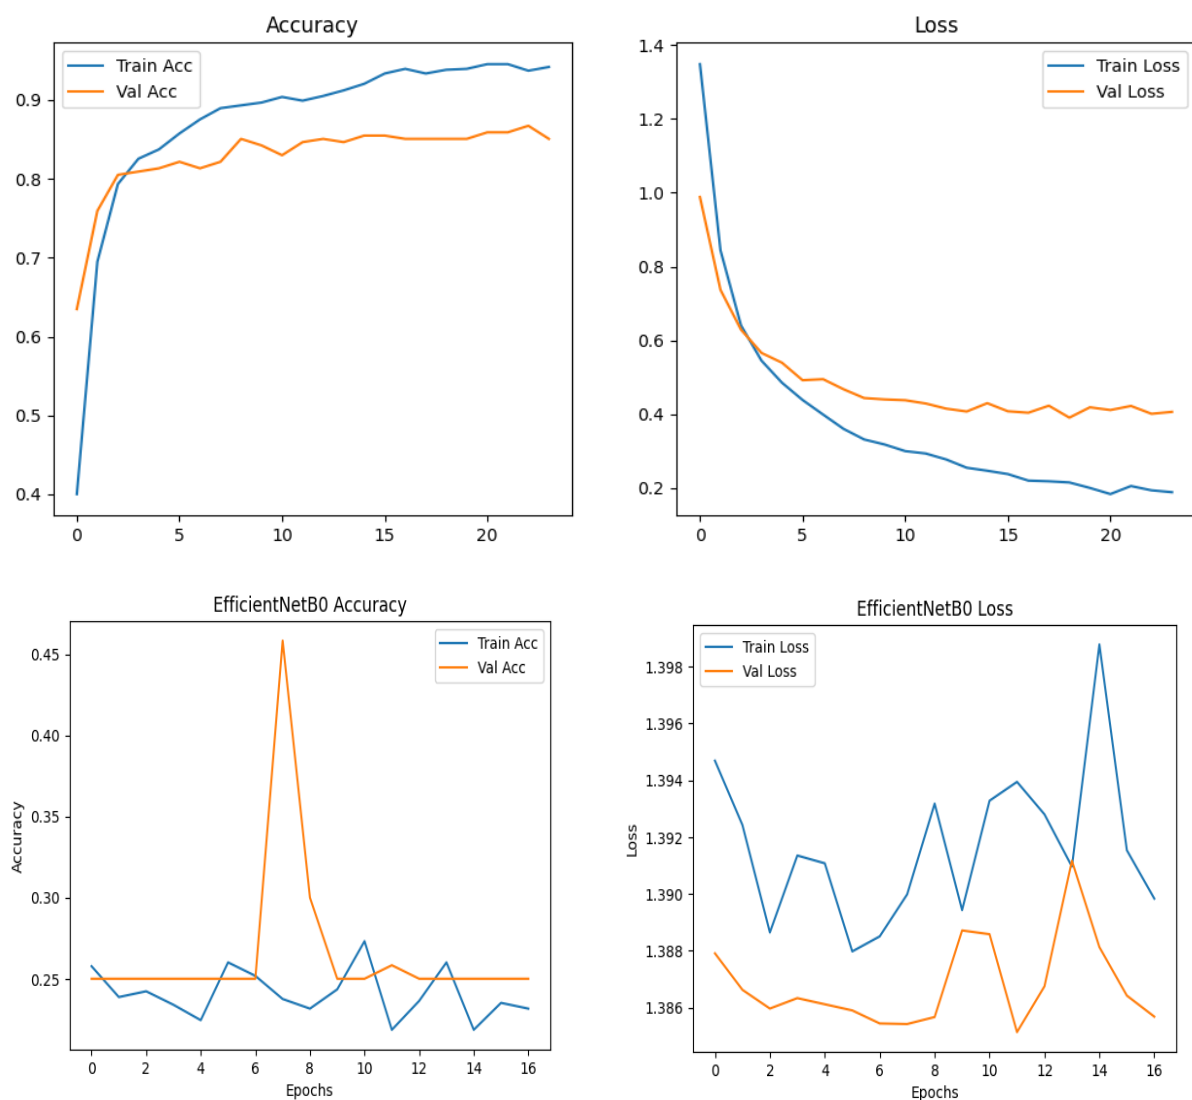 Accuracy
Train Acc
Val Acc
0.9
0.8
0.7
0.6
0.5
0.4
0 5 10 15 20
Loss
Train Loss
Val Loss
1.4
1.2
1.0
0.8
0.6
0.4
0.2
0 5 10 15 20
EfficientNetB0 Accuracy
Train Acc
Val Acc
Accuracy
0.45
0.40
0.35
0.30
0.25
0 2 4 6 8 10 12 14 16
Epochs
EfficientNetB0 Loss
Train Loss
Val Loss
Loss
1.398
1.396
1.394
1.392
1.390
1.388
1.386
0 2 4 6 8 10 12 14 16
Epochs